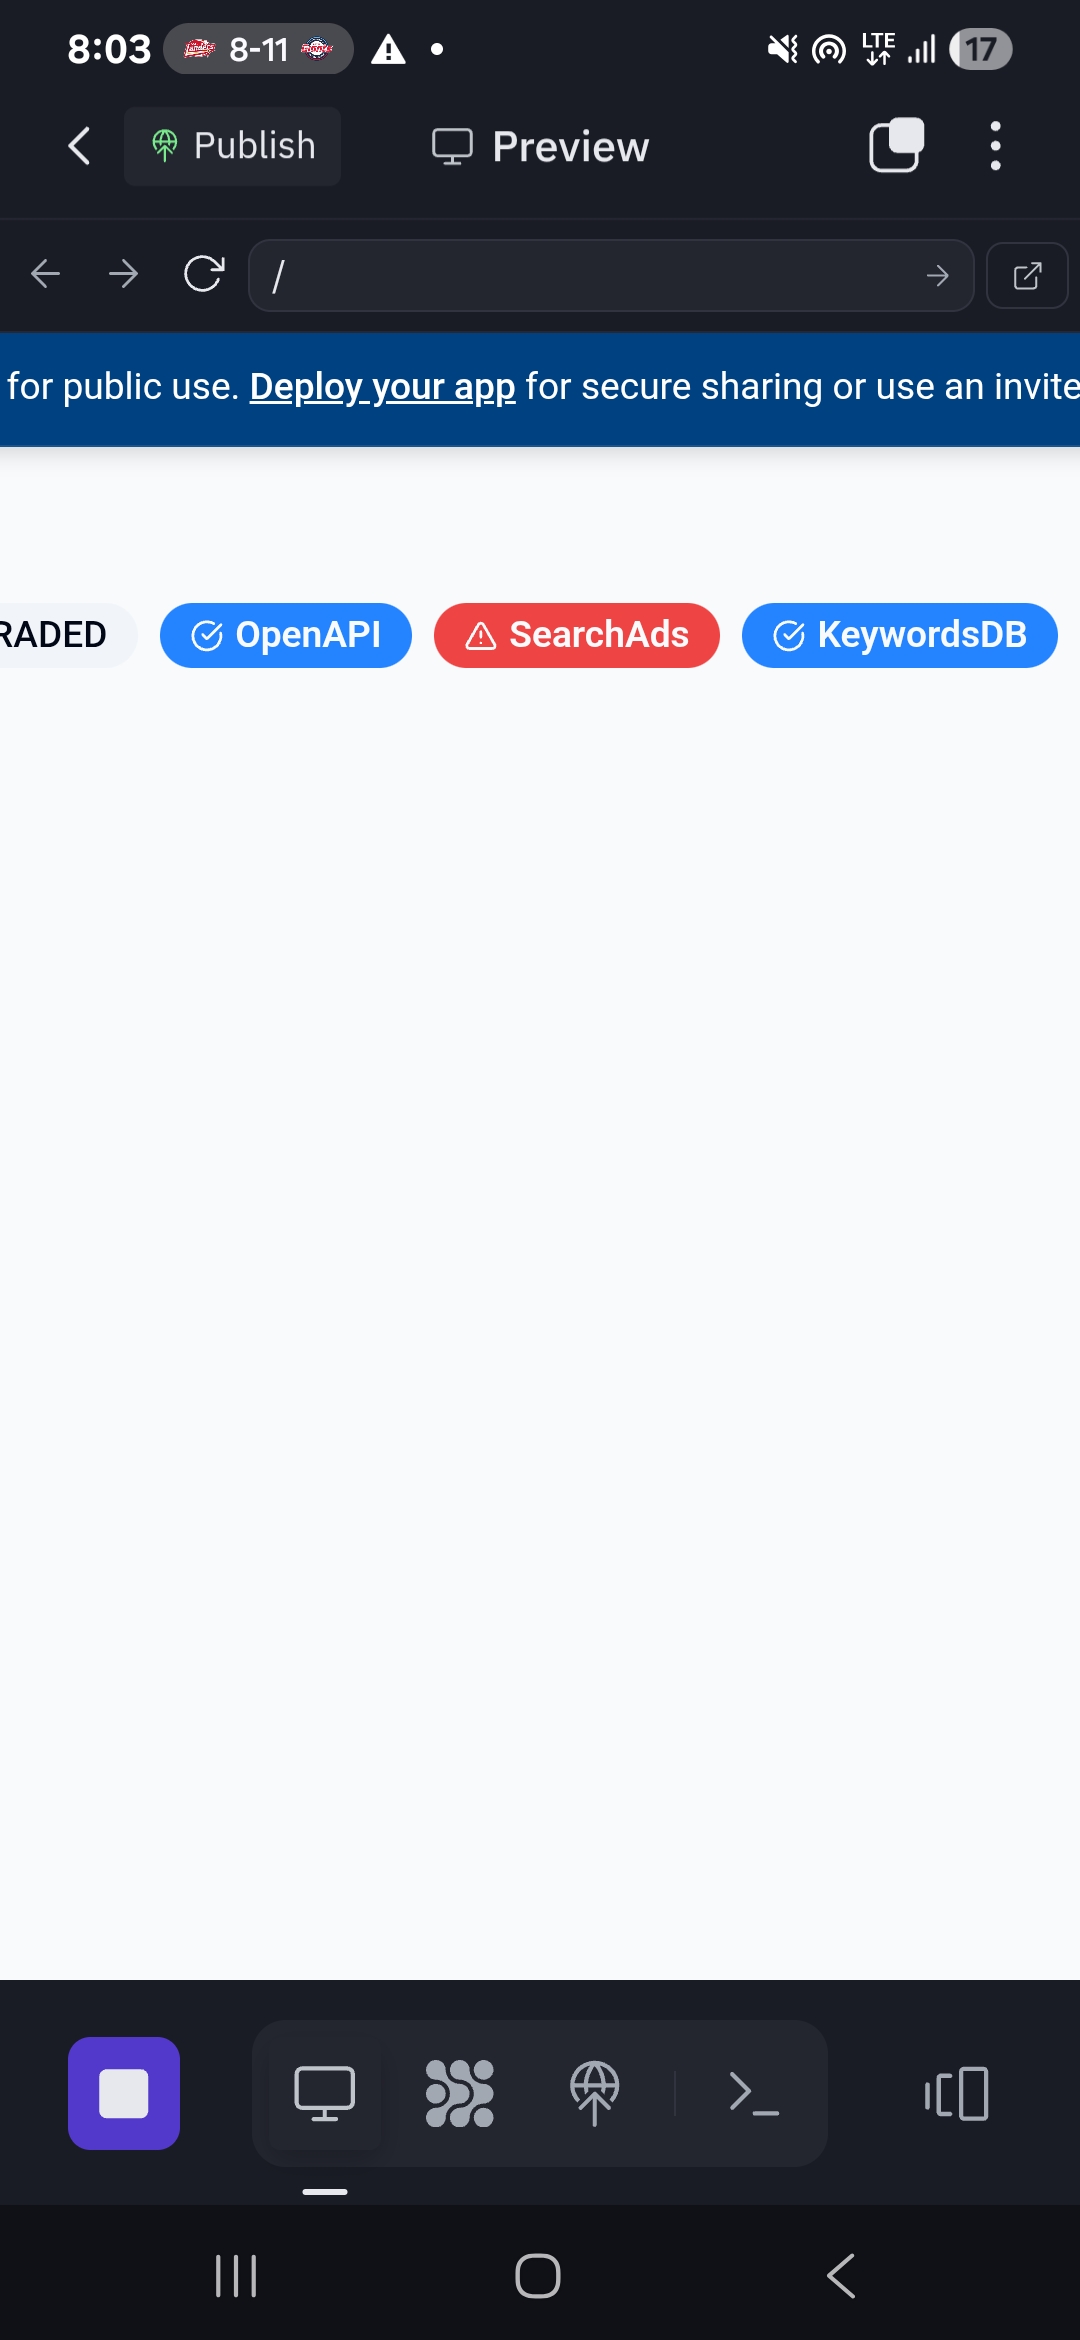 8:03 8-11 LTE 17
Publish Preview
/
for public use. Deploy your app for secure sharing or use an invite
RADED OpenAPI SearchAds KeywordsDB